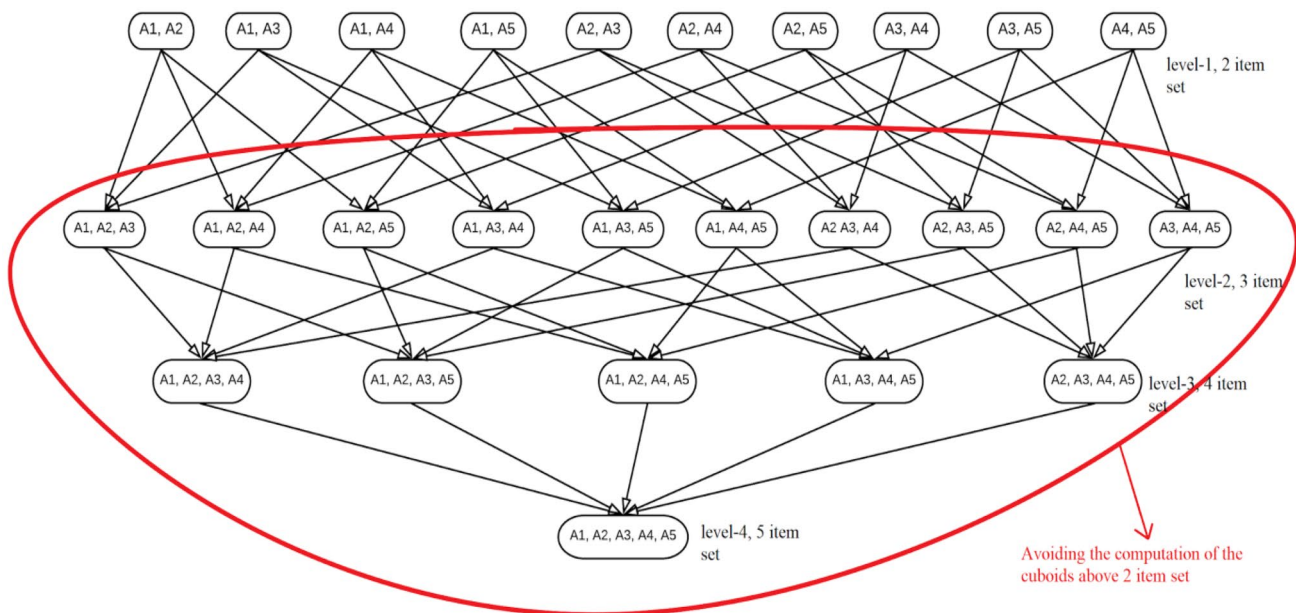 A1, A2
A1, A3
A1, A4
A1, A5
A2, A3
A2, A4
A2, A5
A3, A4
A3, A5
A4, A5
level-1, 2 item
set
A1, A2, A3
A1, A2, A4
A1, A2, A5
A1, A3, A4
A1, A3, A5
A1, A4, A5
A2 A3, A4
A2, A3, A5
A2, A4, A5
A3, A4, A5
level-2, 3 item
set
A1, A2, A3, A4
A1, A2, A3, A5
A1, A2, A4, A5
A1, A3, A4, A5
A2, A3, A4, A5
level-3, 4 item
set
A1, A2, A3, A4, A5
level-4, 5 item
set
Avoiding the computation of the
cuboids above 2 item set